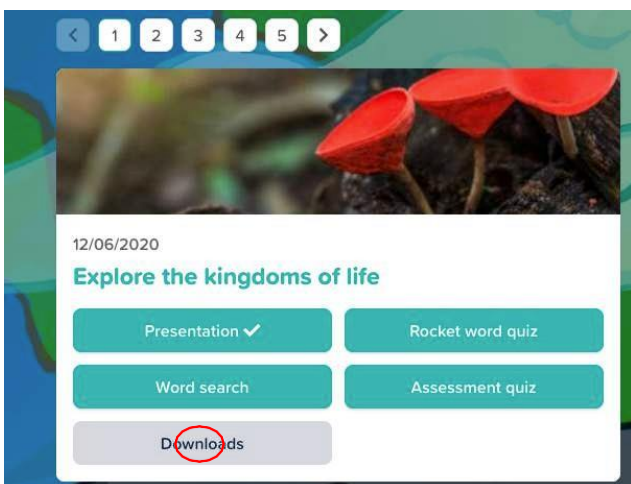 1 2 3 4 5
12/06/2020
Explore the kingdoms of life
Presentation Rocket word quiz
Word search Assessment quiz
Downloads